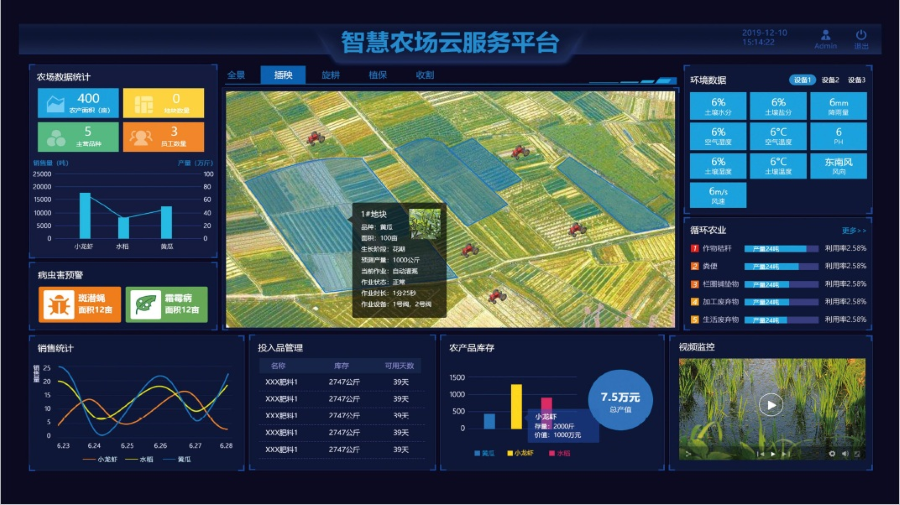 智慧农场云服务平台
2019-12-10
15:14:22
Admin
退出
农场数据统计
400
农产面积（亩）
0
地块数量
5
主育品种
3
员工数量
销售量（吨）
产量（万斤）
25000
20000
15000
10000
5000
0
100
80
60
40
20
0
小龙虾
水稻
黄瓜
病虫害预警
斑潜蝇
面积12亩
霜霉病
面积12亩
全景
插秧
旋耕
植保
收割
1#地块
品种：黄瓜
面积：100亩
生长阶段：花期
预测产量：1000公斤
当前作业：自动灌溉
作业状态：正常
作业时长：1分25秒
作业设备：1号阀，2号阀
环境数据
设备1
设备2
设备3
6%
土壤水分
6%
土壤盐分
6mm
降雨量
6%
空气湿度
6°C
空气温度
6
PH
6%
土壤湿度
6°C
土壤温度
东南风
风向
6m/s
风速
循环农业
更多>>
1 作物秸秆 产量24吨 利用率2.58%
2 粪便 产量24吨 利用率2.58%
3 栏圈铺垫物 产量24吨 利用率2.58%
4 加工废弃物 产量24吨 利用率2.58%
5 生活废弃物 产量24吨 利用率2.58%
销售统计
销售量
25
20
15
10
5
0
6.23
6.24
6.25
6.26
6.27
6.28
小龙虾
水稻
黄瓜
投入品管理
名称 库存 可用天数
XXX肥料1 2747公斤 39天
XXX肥料1 2747公斤 39天
XXX肥料1 2747公斤 39天
XXX肥料1 2747公斤 39天
XXX肥料1 2747公斤 39天
农产品库存
1500
1000
500
0
小龙虾
存量：2000斤
价值：1000万元
7.5万元
总产值
黄瓜
小龙虾
水稻
视频监控